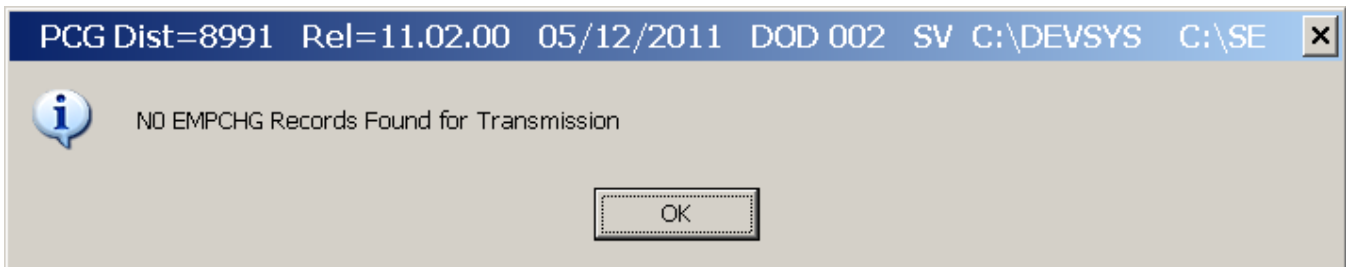 PCG Dist=8991 Rel=11.02.00 05/12/2011 DOD 002 SV C:\DEVSYS C:\SE
NO EMPCHG Records Found for Transmission
OK